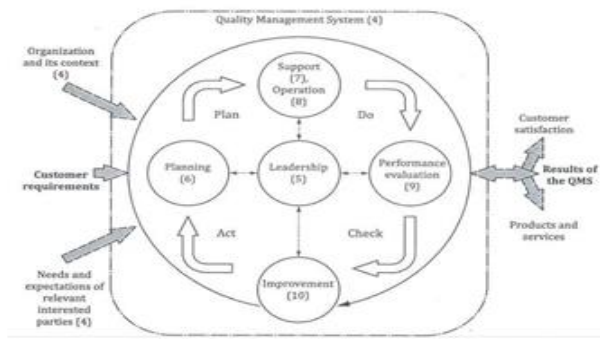 Quality Management System (4)
Organization
and its context
(4)
Support
(7),
Operation
(8)
Plan
Do
Customer
satisfaction
Customer
requirements
Planning
(6)
Leadership
(5)
Performance
evaluation
(9)
Results of
the QMS
Act
Check
Products and
services
Needs and
expectations of
relevant
interested
parties (4)
Improvement
(10)